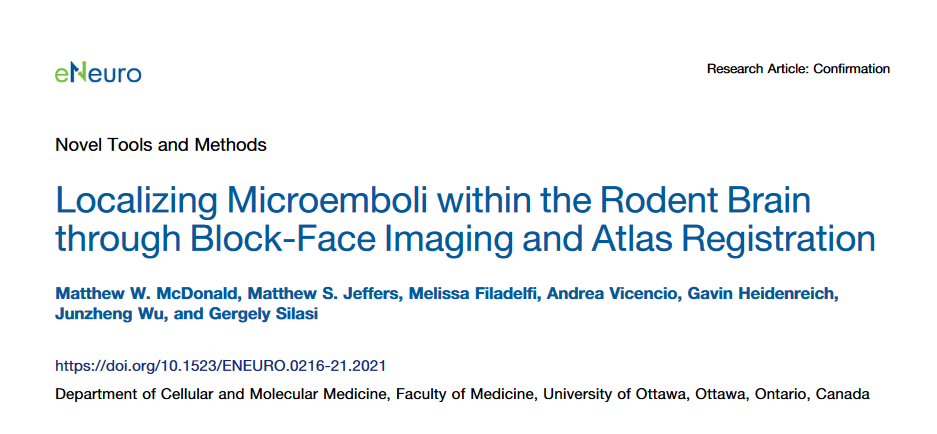 eNeuro
Research Article: Confirmation
Novel Tools and Methods
Localizing Microemboli within the Rodent Brain
through Block-Face Imaging and Atlas Registration
Matthew W. McDonald, Matthew S. Jeffers, Melissa Filadelfi, Andrea Vicencio, Gavin Heidenreich,
Junzheng Wu, and Gergely Silasi
https://doi.org/10.1523/ENEURO.0216-21.2021
Department of Cellular and Molecular Medicine, Faculty of Medicine, University of Ottawa, Ottawa, Ontario, Canada